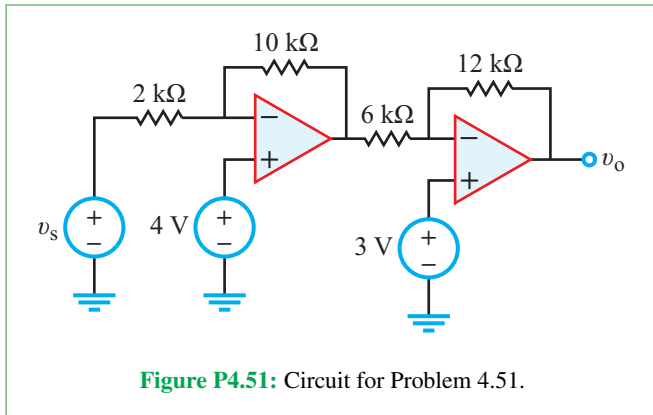 10 kΩ
12 kΩ
2 kΩ
6 kΩ
−
+
−
+
υo
υs
+
−
4 V
+
−
3 V
+
−
Figure P4.51: Circuit for Problem 4.51.